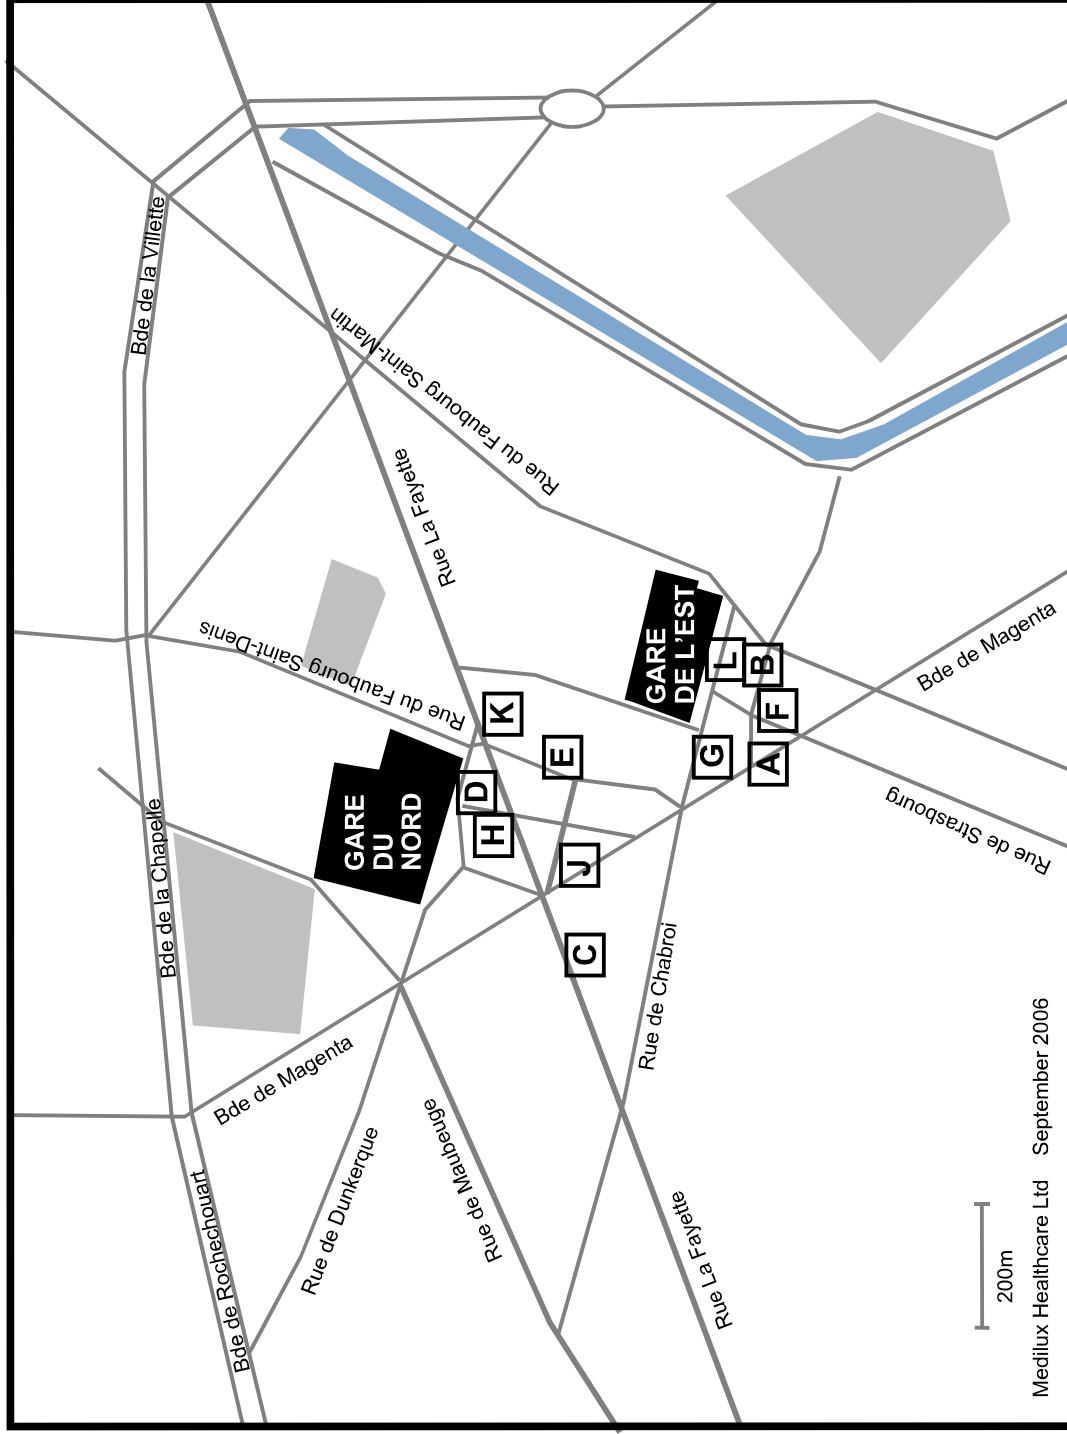 Bde de la Villette
Rue du Faubourg Saint-Martin
Rue La Fayette
Rue du Faubourg Saint-Denis
GARE
DE L'EST
Bde de la Chapelle
GARE
DU
NORD
K
E
D
H
J
C
L
B
F
G
A
Bde de Magenta
Rue de Strasbourg
Rue de Chabroi
Bde de Magenta
Rue de Dunkerque
Rue de Maubeuge
Bde de Rochechouart
Rue La Fayette
200m
Medilux Healthcare Ltd September 2006